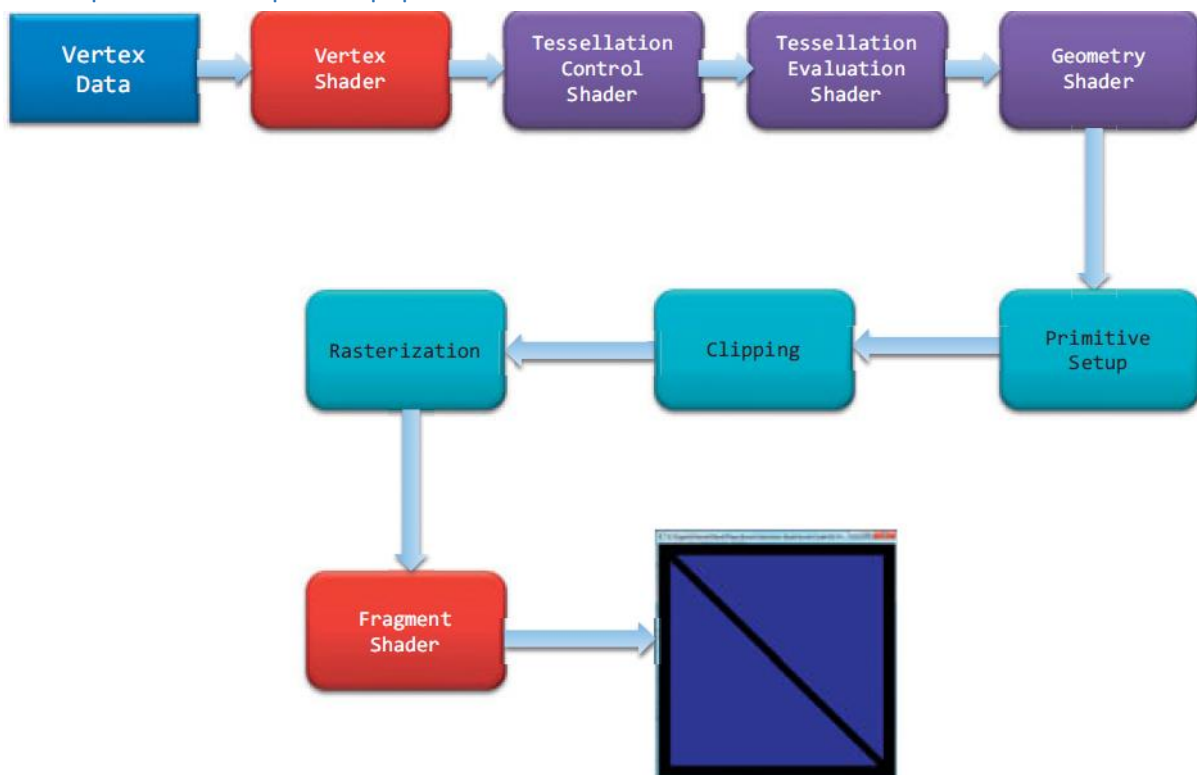 Vertex
Data
Vertex
Shader
Tessellation
Control
Shader
Tessellation
Evaluation
Shader
Geometry
Shader
Primitive
Setup
Clipping
Rasterization
Fragment
Shader